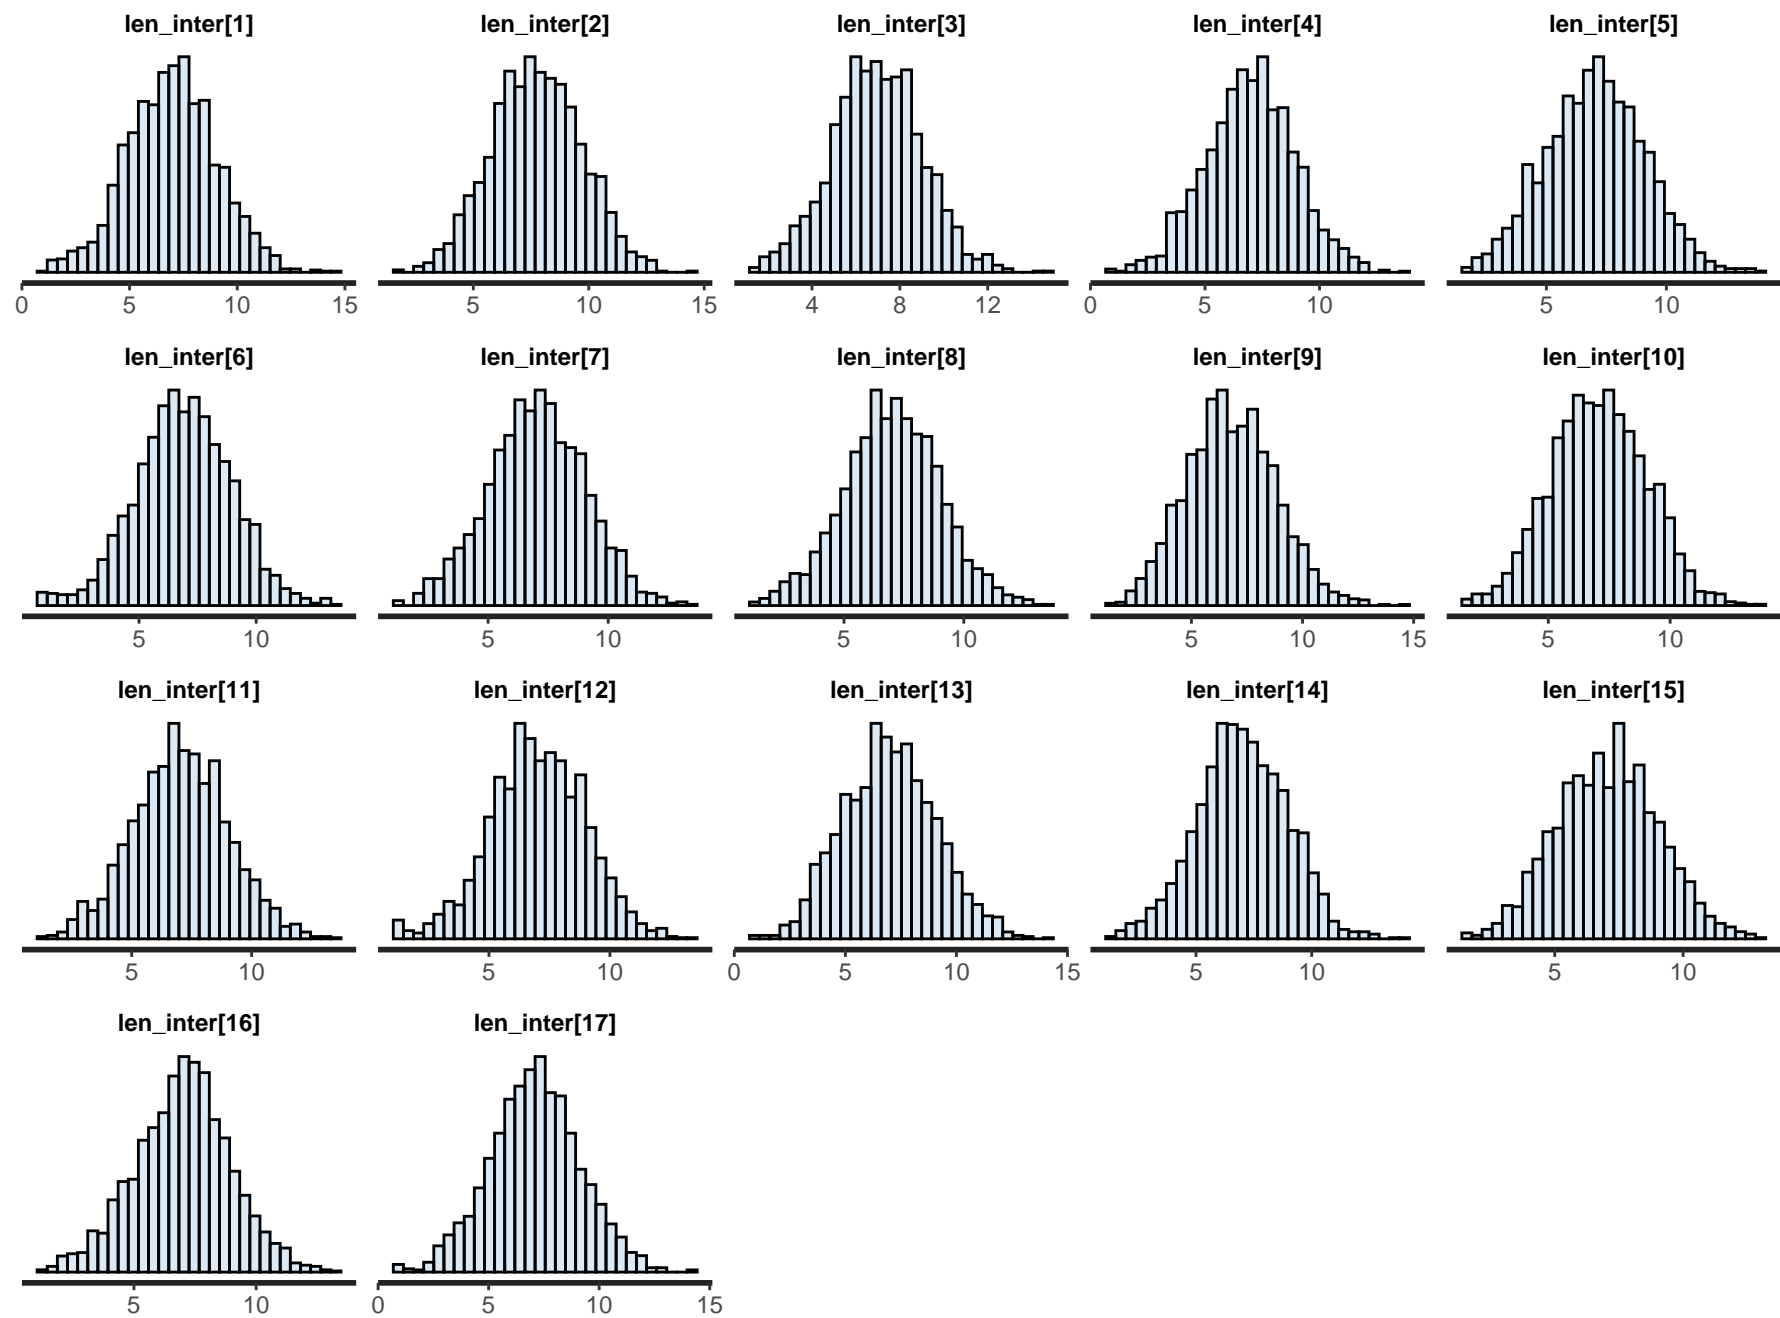 len_inter[1] len_inter[2] len_inter[3] len_inter[4] len_inter[5]
0 5 10 15 5 10 15 4 8 12 0 5 10 5 10
len_inter[6] len_inter[7] len_inter[8] len_inter[9] len_inter[10]
5 10 5 10 5 10 5 10 15 5 10
len_inter[11] len_inter[12] len_inter[13] len_inter[14] len_inter[15]
5 10 5 10 0 5 10 15 5 10 5 10
len_inter[16] len_inter[17]
5 10 0 5 10 15